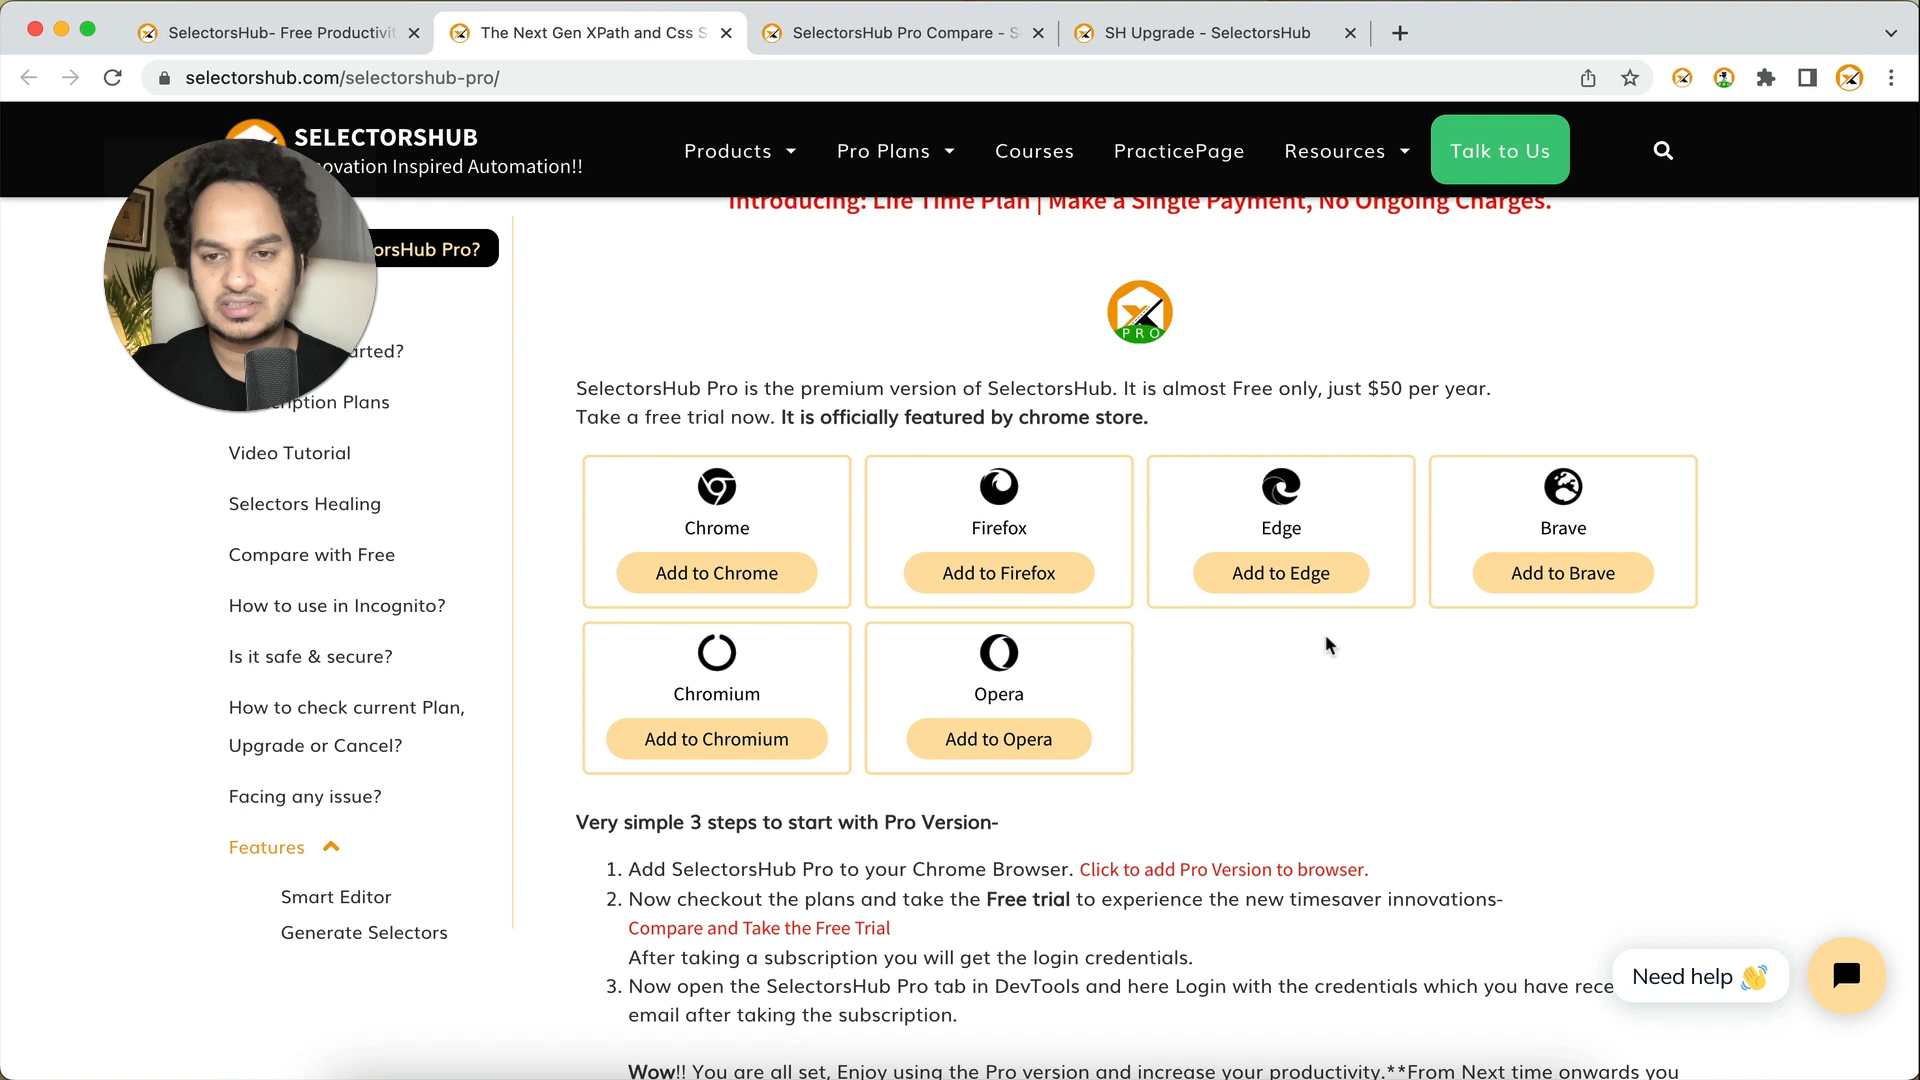 SelectorsHub- Free Productivit
The Next Gen XPath and Css S
SelectorsHub Pro Compare - S
SH Upgrade - SelectorsHub
selectorshub.com/selectorshub-pro/
SELECTORSHUB
ovation Inspired Automation!!
Products
Pro Plans
Courses
PracticePage
Resources
Talk to Us
Introducing: Life Time Plan | Make a Single Payment, No Ongoing Charges.
orsHub Pro?
arted?
ription Plans
Video Tutorial
Selectors Healing
Compare with Free
How to use in Incognito?
Is it safe & secure?
How to check current Plan,
Upgrade or Cancel?
Facing any issue?
Features
Smart Editor
Generate Selectors
PRO
SelectorsHub Pro is the premium version of SelectorsHub. It is almost Free only, just $50 per year.
Take a free trial now. It is officially featured by chrome store.
Chrome
Add to Chrome
Firefox
Add to Firefox
Edge
Add to Edge
Brave
Add to Brave
Chromium
Add to Chromium
Opera
Add to Opera
Very simple 3 steps to start with Pro Version-
1. Add SelectorsHub Pro to your Chrome Browser. Click to add Pro Version to browser.
2. Now checkout the plans and take the Free trial to experience the new timesaver innovations-
Compare and Take the Free Trial
After taking a subscription you will get the login credentials.
3. Now open the SelectorsHub Pro tab in DevTools and here Login with the credentials which you have rece
email after taking the subscription.
Wow!! You are all set, Enjoy using the Pro version and increase your productivity.**From Next time onwards you
Need help 👋